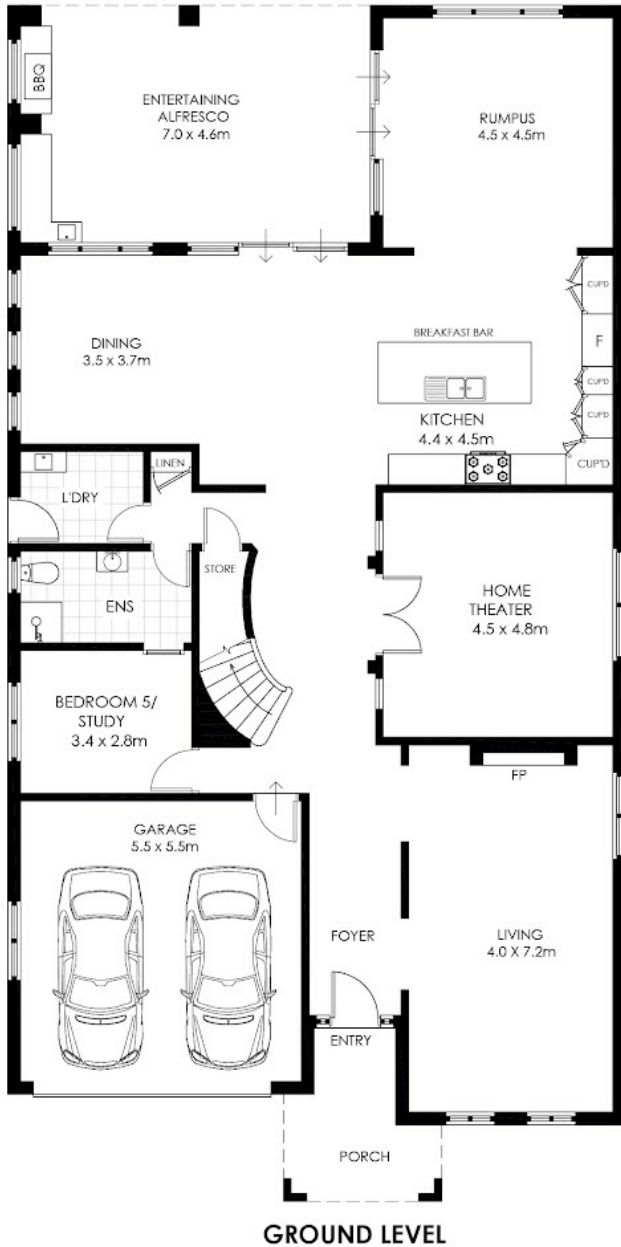 BBQ
ENTERTAINING
ALFRESCO
7.0 x 4.6m
RUMPUS
4.5 x 4.5m
CUP'D
F
CUP'D
CUP'D
CUP'D
DINING
3.5 x 3.7m
BREAKFAST BAR
KITCHEN
4.4 x 4.5m
LINEN
L'DRY
STORE
ENS
HOME
THEATER
4.5 x 4.8m
BEDROOM 5/
STUDY
3.4 x 2.8m
FP
GARAGE
5.5 x 5.5m
FOYER
LIVING
4.0 X 7.2m
ENTRY
PORCH
GROUND LEVEL